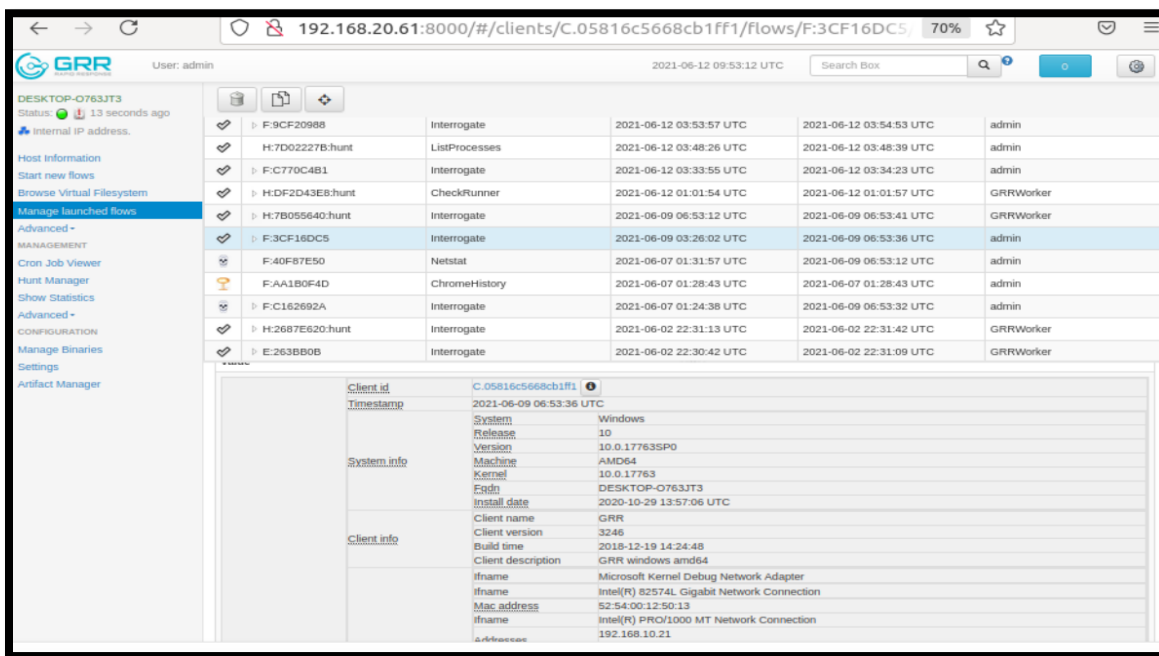 192.168.20.61:8000/#/clients/C.05816c5668cb1ff1/flows/F:3CF16DC5/ 70%
GRR User: admin 2021-06-12 09:53:12 UTC Search Box 0
RAPID RESPONSE
DESKTOP-O763JT3
Status: 13 seconds ago
Internal IP address.
Host Information
Start new flows
Browse Virtual Filesystem
Manage launched flows
Advanced
MANAGEMENT
Cron Job Viewer
Hunt Manager
Show Statistics
Advanced
CONFIGURATION
Manage Binaries
Settings
Artifact Manager
F:9CF20988 Interrogate 2021-06-12 03:53:57 UTC 2021-06-12 03:54:53 UTC admin
H:7D02227B:hunt ListProcesses 2021-06-12 03:48:26 UTC 2021-06-12 03:48:39 UTC admin
F:C770C4B1 Interrogate 2021-06-12 03:33:55 UTC 2021-06-12 03:34:23 UTC admin
H:DF2D43E8:hunt CheckRunner 2021-06-12 01:01:54 UTC 2021-06-12 01:01:57 UTC GRRWorker
H:7B055640:hunt Interrogate 2021-06-09 06:53:12 UTC 2021-06-09 06:53:41 UTC GRRWorker
F:3CF16DC5 Interrogate 2021-06-09 03:26:02 UTC 2021-06-09 06:53:36 UTC admin
F:40F87E50 Netstat 2021-06-07 01:31:57 UTC 2021-06-09 06:53:12 UTC admin
F:AA1B0F4D ChromeHistory 2021-06-07 01:28:43 UTC 2021-06-07 01:28:43 UTC admin
F:C162692A Interrogate 2021-06-07 01:24:38 UTC 2021-06-09 06:53:32 UTC admin
H:2687E620:hunt Interrogate 2021-06-02 22:31:13 UTC 2021-06-02 22:31:42 UTC GRRWorker
E:263BB0B Interrogate 2021-06-02 22:30:42 UTC 2021-06-02 22:31:09 UTC GRRWorker
Value
Client id C.05816c5668cb1ff1
Timestamp 2021-06-09 06:53:36 UTC
System info
System Windows
Release 10
Version 10.0.17763SP0
Machine AMD64
Kernel 10.0.17763
Fqdn DESKTOP-O763JT3
Install date 2020-10-29 13:57:06 UTC
Client info
Client name GRR
Client version 3246
Build time 2018-12-19 14:24:48
Client description GRR windows amd64
Ifname Microsoft Kernel Debug Network Adapter
Ifname Intel(R) 82574L Gigabit Network Connection
Mac address 52:54:00:12:50:13
Ifname Intel(R) PRO/1000 MT Network Connection
Addresses 192.168.10.21